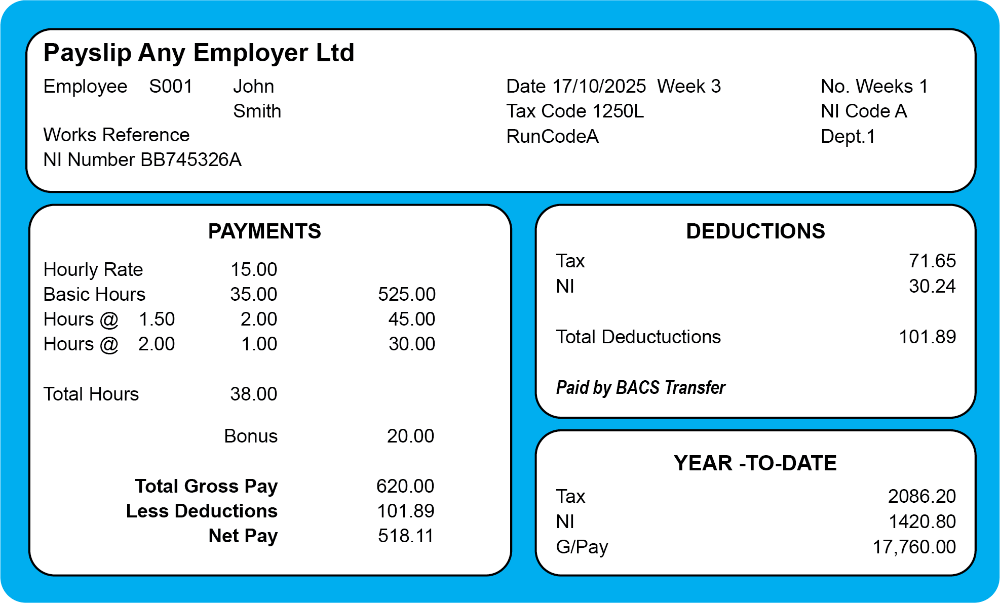 Payslip Any Employer Ltd
Employee S001 John Smith
Works Reference
NI Number BB745326A
Date 17/10/2025 Week 3
Tax Code 1250L
RunCodeA
No. Weeks 1
NI Code A
Dept.1
PAYMENTS
Hourly Rate 15.00
Basic Hours 35.00 525.00
Hours @ 1.50 2.00 45.00
Hours @ 2.00 1.00 30.00
Total Hours 38.00
Bonus 20.00
Total Gross Pay 620.00
Less Deductions 101.89
Net Pay 518.11
DEDUCTIONS
Tax 71.65
NI 30.24
Total Deductuctions 101.89
Paid by BACS Transfer
YEAR -TO-DATE
Tax 2086.20
NI 1420.80
G/Pay 17,760.00